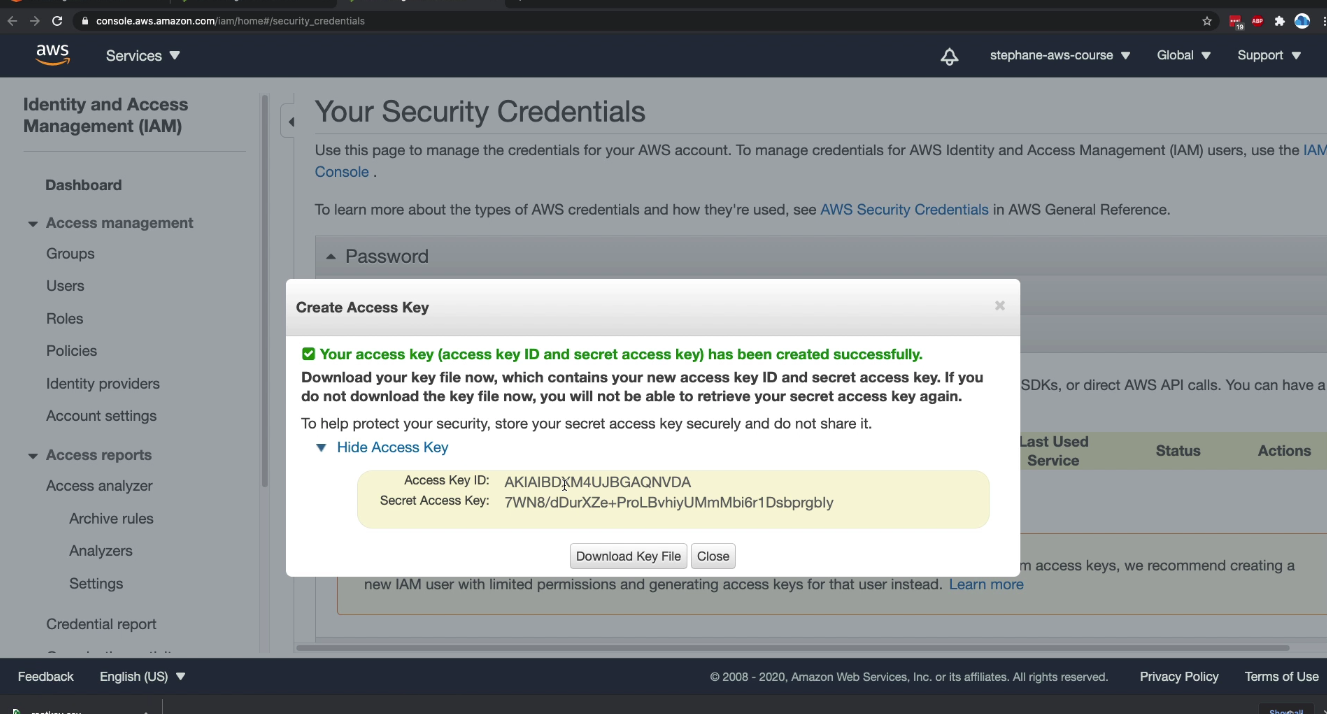 console.aws.amazon.com/iam/home#/security_credentials
19
ABP
aws
Services
stephane-aws-course
Global
Support
Identity and Access
Management (IAM)
Dashboard
Access management
Groups
Users
Roles
Policies
Identity providers
Account settings
Access reports
Access analyzer
Archive rules
Analyzers
Settings
Credential report
Your Security Credentials
Use this page to manage the credentials for your AWS account. To manage credentials for AWS Identity and Access Management (IAM) users, use the IAM
Console .
To learn more about the types of AWS credentials and how they're used, see AWS Security Credentials in AWS General Reference.
Password
Create Access Key
Your access key (access key ID and secret access key) has been created successfully.
Download your key file now, which contains your new access key ID and secret access key. If you
do not download the key file now, you will not be able to retrieve your secret access key again.
To help protect your security, store your secret access key securely and do not share it.
Hide Access Key
Access Key ID: AKIAIBDXM4UJBGAQNVDA
Secret Access Key: 7WN8/dDurXZe+ProLBvhiyUMmMbi6r1Dsbprgbly
Download Key File
Close
SDKs, or direct AWS API calls. You can have a
Last Used
Service
Status
Actions
m access keys, we recommend creating a
new IAM user with limited permissions and generating access keys for that user instead. Learn more
Feedback
English (US)
© 2008 - 2020, Amazon Web Services, Inc. or its affiliates. All rights reserved.
Privacy Policy
Terms of Use